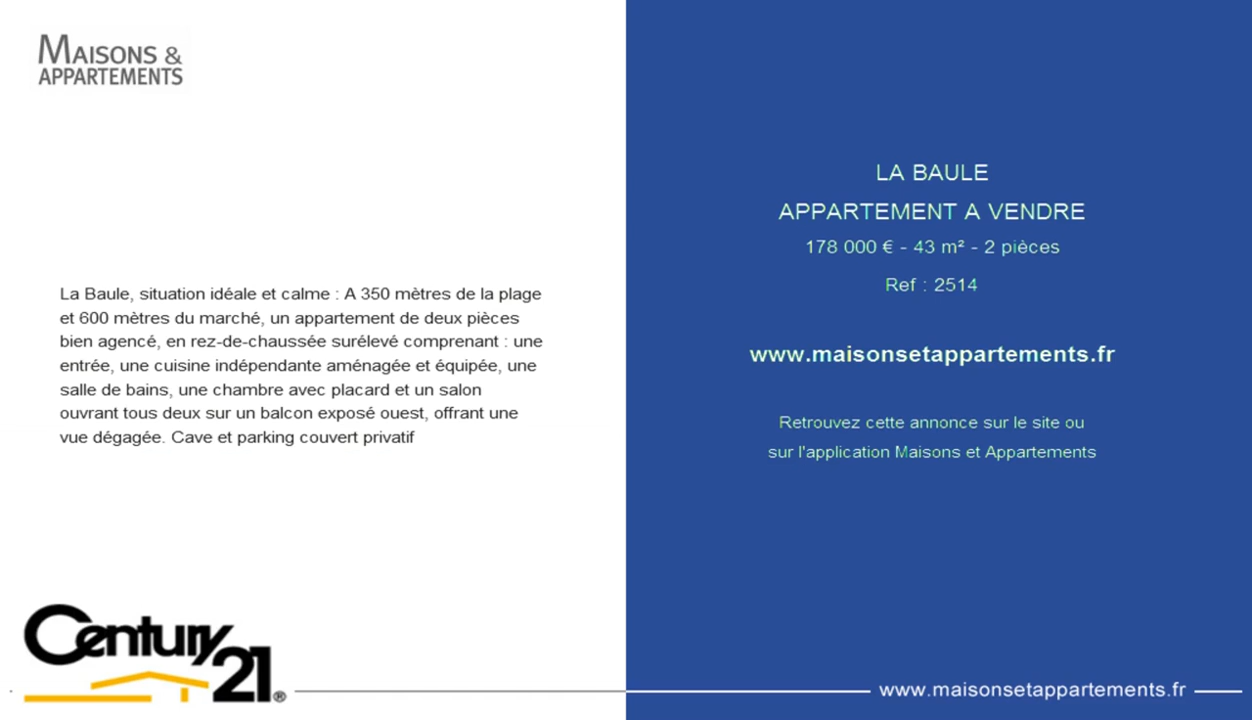 MAISONS &
APPARTEMENTS
La Baule, situation idéale et calme : A 350 mètres de la plage
et 600 mètres du marché, un appartement de deux pièces
bien agencé, en rez-de-chaussée surélevé comprenant : une
entrée, une cuisine indépendante aménagée et équipée, une
salle de bains, une chambre avec placard et un salon
ouvrant tous deux sur un balcon exposé ouest, offrant une
vue dégagée. Cave et parking couvert privatif
Century 21®
LA BAULE
APPARTEMENT A VENDRE
178 000 € - 43 m² - 2 pièces
Ref : 2514
www.maisonsetappartements.fr
Retrouvez cette annonce sur le site ou
sur l'application Maisons et Appartements
www.maisonsetappartements.fr